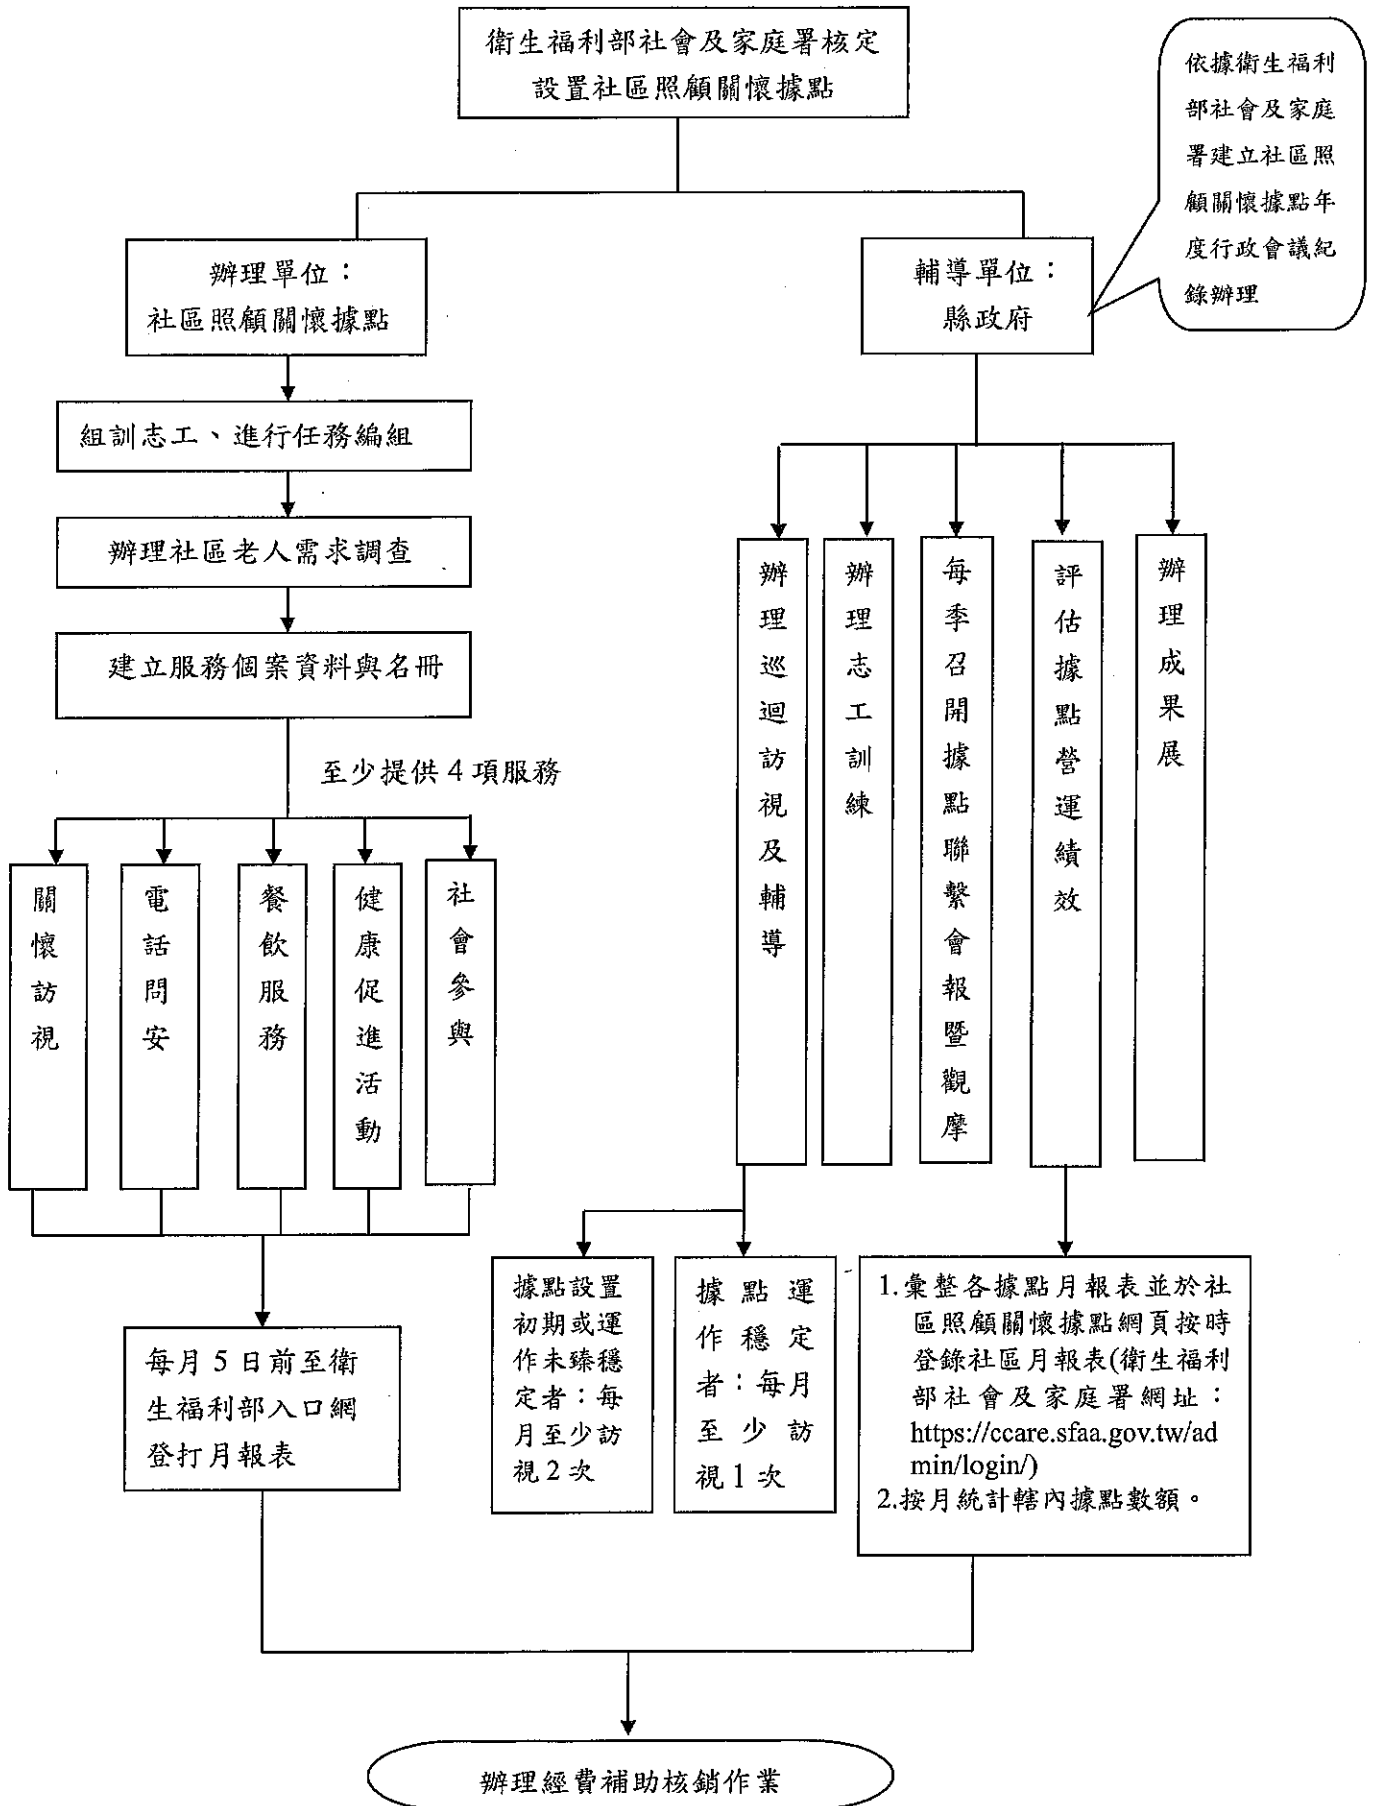 衛生福利部社會及家庭署核定
設置社區照顧關懷據點
依據衛生福利
部社會及家庭
署建立社區照
顧關懷據點年
度行政會議紀
錄辦理
辦理單位：
社區照顧關懷據點
輔導單位：
縣政府
組訓志工、進行任務編組
辦理社區老人需求調查
建立服務個案資料與名冊
至少提供4項服務
關懷訪視
電話問安
餐飲服務
健康促進活動
社會參與
辦理巡迴訪視及輔導
辦理志工訓練
每季召開據點聯繫會報暨觀摩
評估據點營運績效
辦理成果展
每月5日前至衛
生福利部入口網
登打月報表
據點設置
初期或運
作未臻穩
定者：每
月至少訪
視2次
據點運
作穩定
者：每月
至少訪
視1次
1.彙整各據點月報表並於社
區照顧關懷據點網頁按時
登錄社區月報表(衛生福利
部社會及家庭署網址：
https://ccare.sfaa.gov.tw/ad
min/login/)
2.按月統計轄內據點數額。
辦理經費補助核銷作業